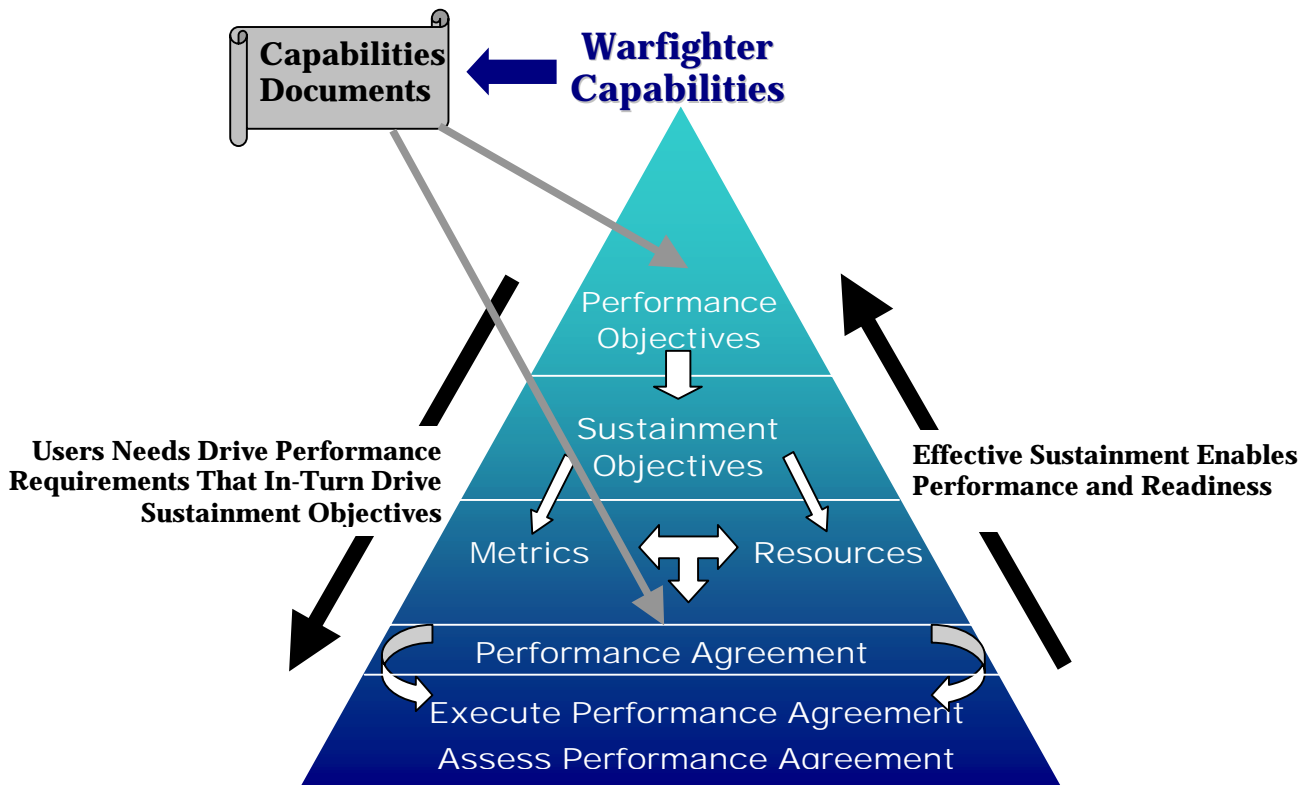 Capabilities
Documents
Warfighter
Capabilities
Performance
Objectives
Sustainment
Objectives
Users Needs Drive Performance
Requirements That In-Turn Drive
Sustainment Objectives
Effective Sustainment Enables
Performance and Readiness
Metrics
Resources
Performance Agreement
Execute Performance Agreement
Assess Performance Agreement